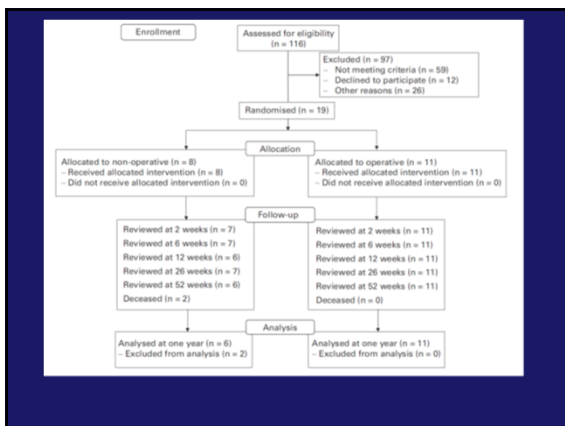 Enrollment
Assessed for eligibility
(n = 116)
Excluded (n = 97)
– Not meeting criteria (n = 59)
– Declined to participate (n = 12)
– Other reasons (n = 26)
Randomised (n = 19)
Allocation
Allocated to non-operative (n = 8)
– Received allocated intervention (n = 8)
– Did not receive allocated intervention (n = 0)
Allocated to operative (n = 11)
– Received allocated intervention (n = 11)
– Did not receive allocated intervention (n = 0)
Follow-up
Reviewed at 2 weeks (n = 7)
Reviewed at 6 weeks (n = 7)
Reviewed at 12 weeks (n = 6)
Reviewed at 26 weeks (n = 7)
Reviewed at 52 weeks (n = 6)
Deceased (n = 2)
Reviewed at 2 weeks (n = 11)
Reviewed at 6 weeks (n = 11)
Reviewed at 12 weeks (n = 11)
Reviewed at 26 weeks (n = 11)
Reviewed at 52 weeks (n = 11)
Deceased (n = 0)
Analysis
Analysed at one year (n = 6)
– Excluded from analysis (n = 2)
Analysed at one year (n = 11)
– Excluded from analysis (n = 0)